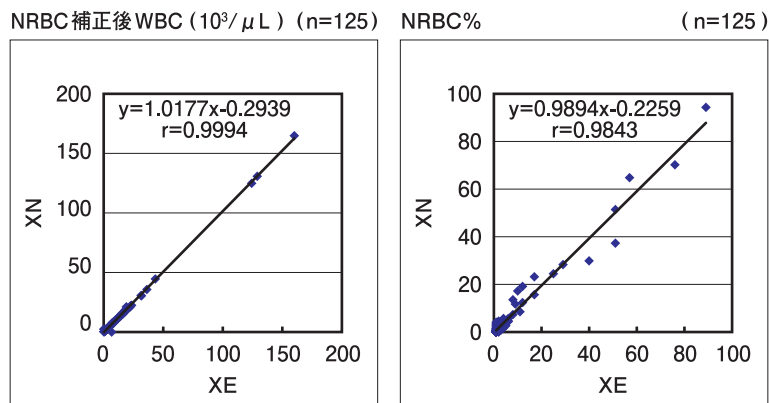 NRBC補正後WBC(10³/μL) (n=125)
200
150
100
50
0
y=1.0177x-0.2939
r=0.9994
XN
0 50 100 150 200
XE
NRBC% (n=125)
100
80
60
40
20
0
y=0.9894x-0.2259
r=0.9843
XN
0 20 40 60 80 100
XE